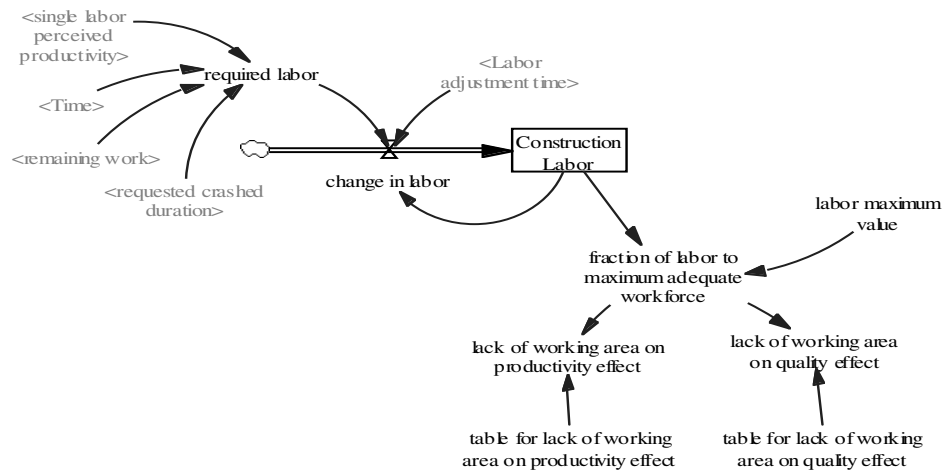 <single labor
perceived
productivity>
required labor
<Labor
adjustment time>
<Time>
<remaining work>
<requested crashed
duration>
Construction
Labor
change in labor
labor maximum
value
fraction of labor to
maximum adequate
workforce
lack of working area on
productivity effect
lack of working area
on quality effect
table for lack of working
area on productivity effect
table for lack of working
area on quality effect